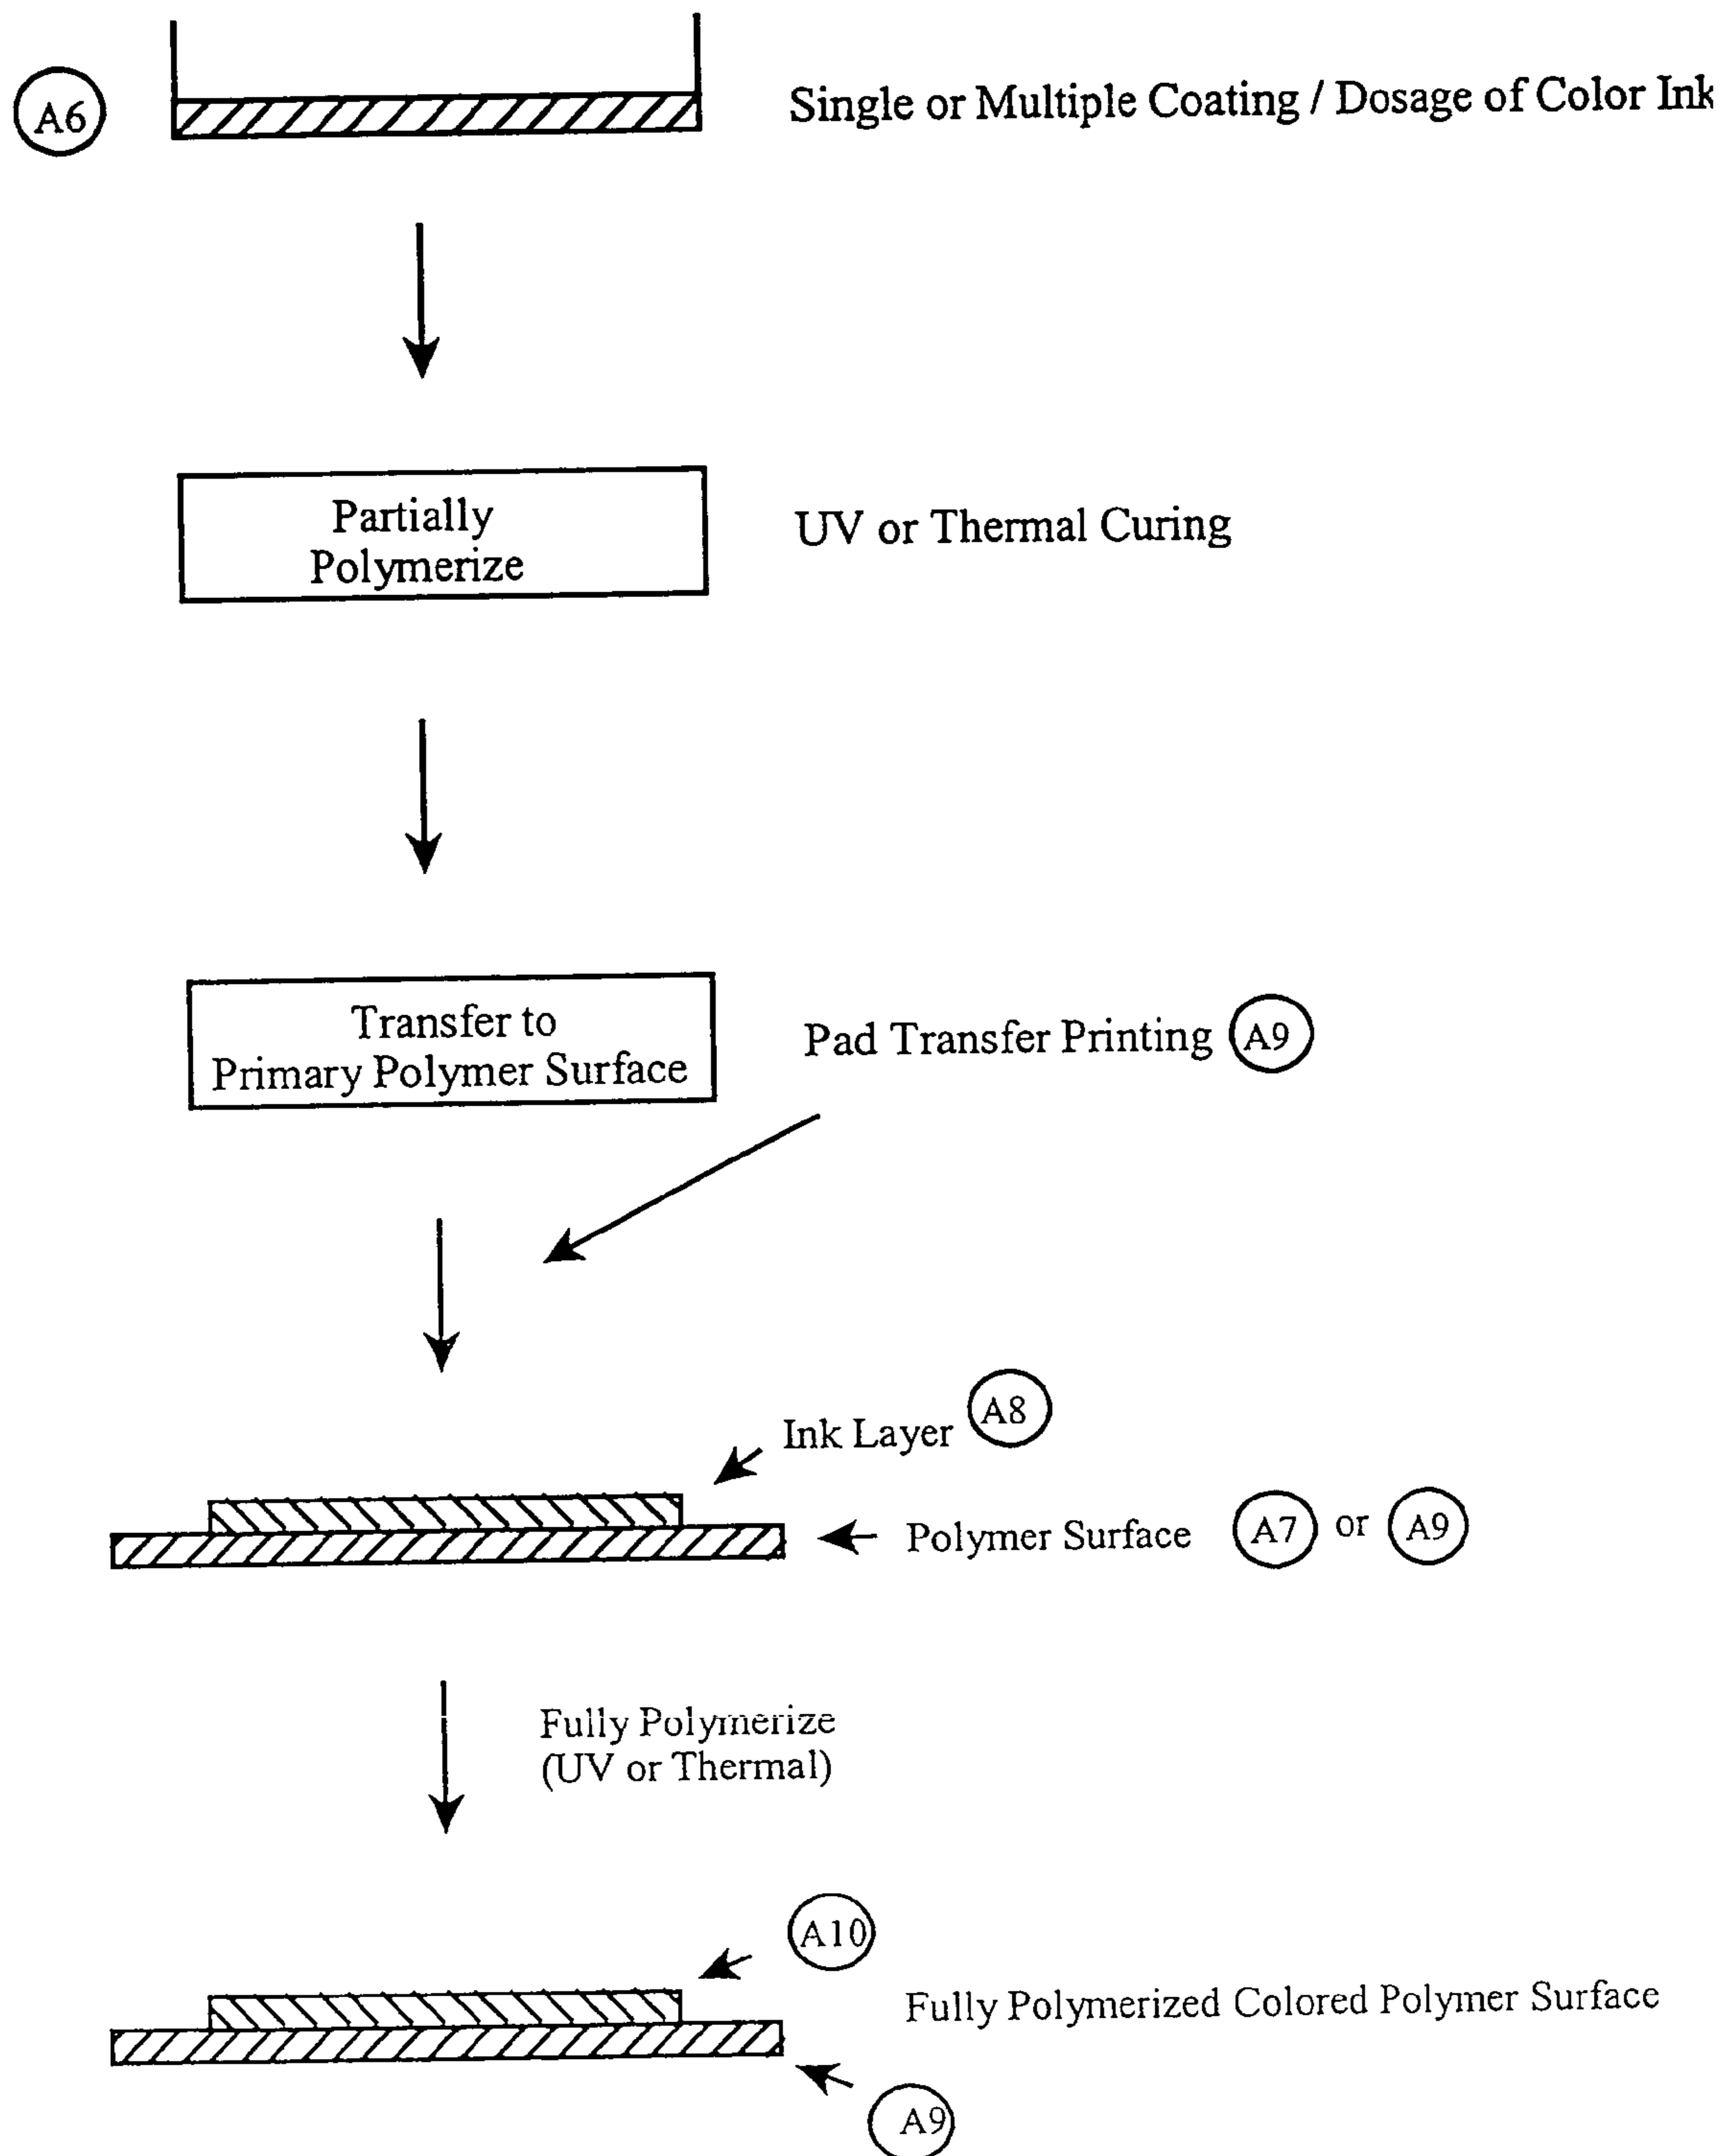 A6
Single or Multiple Coating / Dosage of Color Ink
Partially
Polymerize
UV or Thermal Curing
Transfer to
Primary Polymer Surface
Pad Transfer Printing A9
Ink Layer A8
Polymer Surface A7 or A9
Fully Polymerize
(UV or Thermal)
A10
Fully Polymerized Colored Polymer Surface
A9